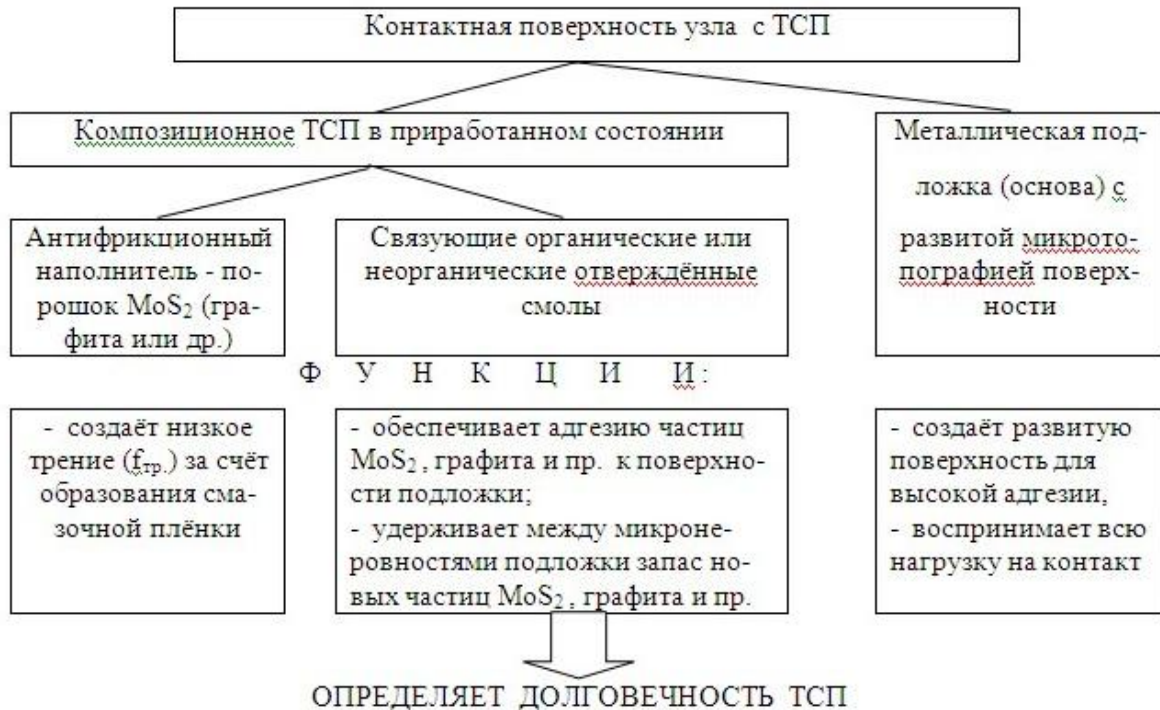 Контактная поверхность узла с ТСП
Композиционное ТСП в приработанном состоянии
Металлическая под-
ложка (основа) с
развитой микрото-
пографией поверх-
ности
Антифрикционный
наполнитель - по-
рошок MoS₂ (гра-
фита или др.)
Связующие органические или
неорганические отверждённые
смолы
Ф У Н К Ц И И :
- создаёт низкое
трение (fтр.) за счёт
образования сма-
зочной плёнки
- обеспечивает адгезию частиц
MoS₂ , графита и пр. к поверхно-
сти подложки;
- удерживает между микроне-
ровностями подложки запас но-
вых частиц MoS₂ , графита и пр.
- создаёт развитую
поверхность для
высокой адгезии,
- воспринимает всю
нагрузку на контакт
ОПРЕДЕЛЯЕТ ДОЛГОВЕЧНОСТЬ ТСП